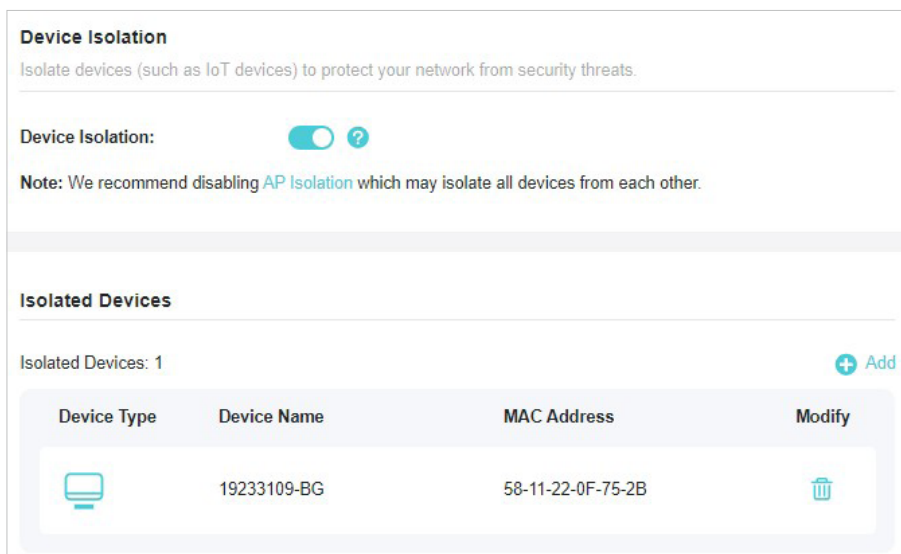 Device Isolation
Isolate devices (such as IoT devices) to protect your network from security threats.
Device Isolation:
?
Note: We recommend disabling AP Isolation which may isolate all devices from each other.
Isolated Devices
Isolated Devices: 1
Add
Device Type Device Name MAC Address Modify
19233109-BG 58-11-22-0F-75-2B